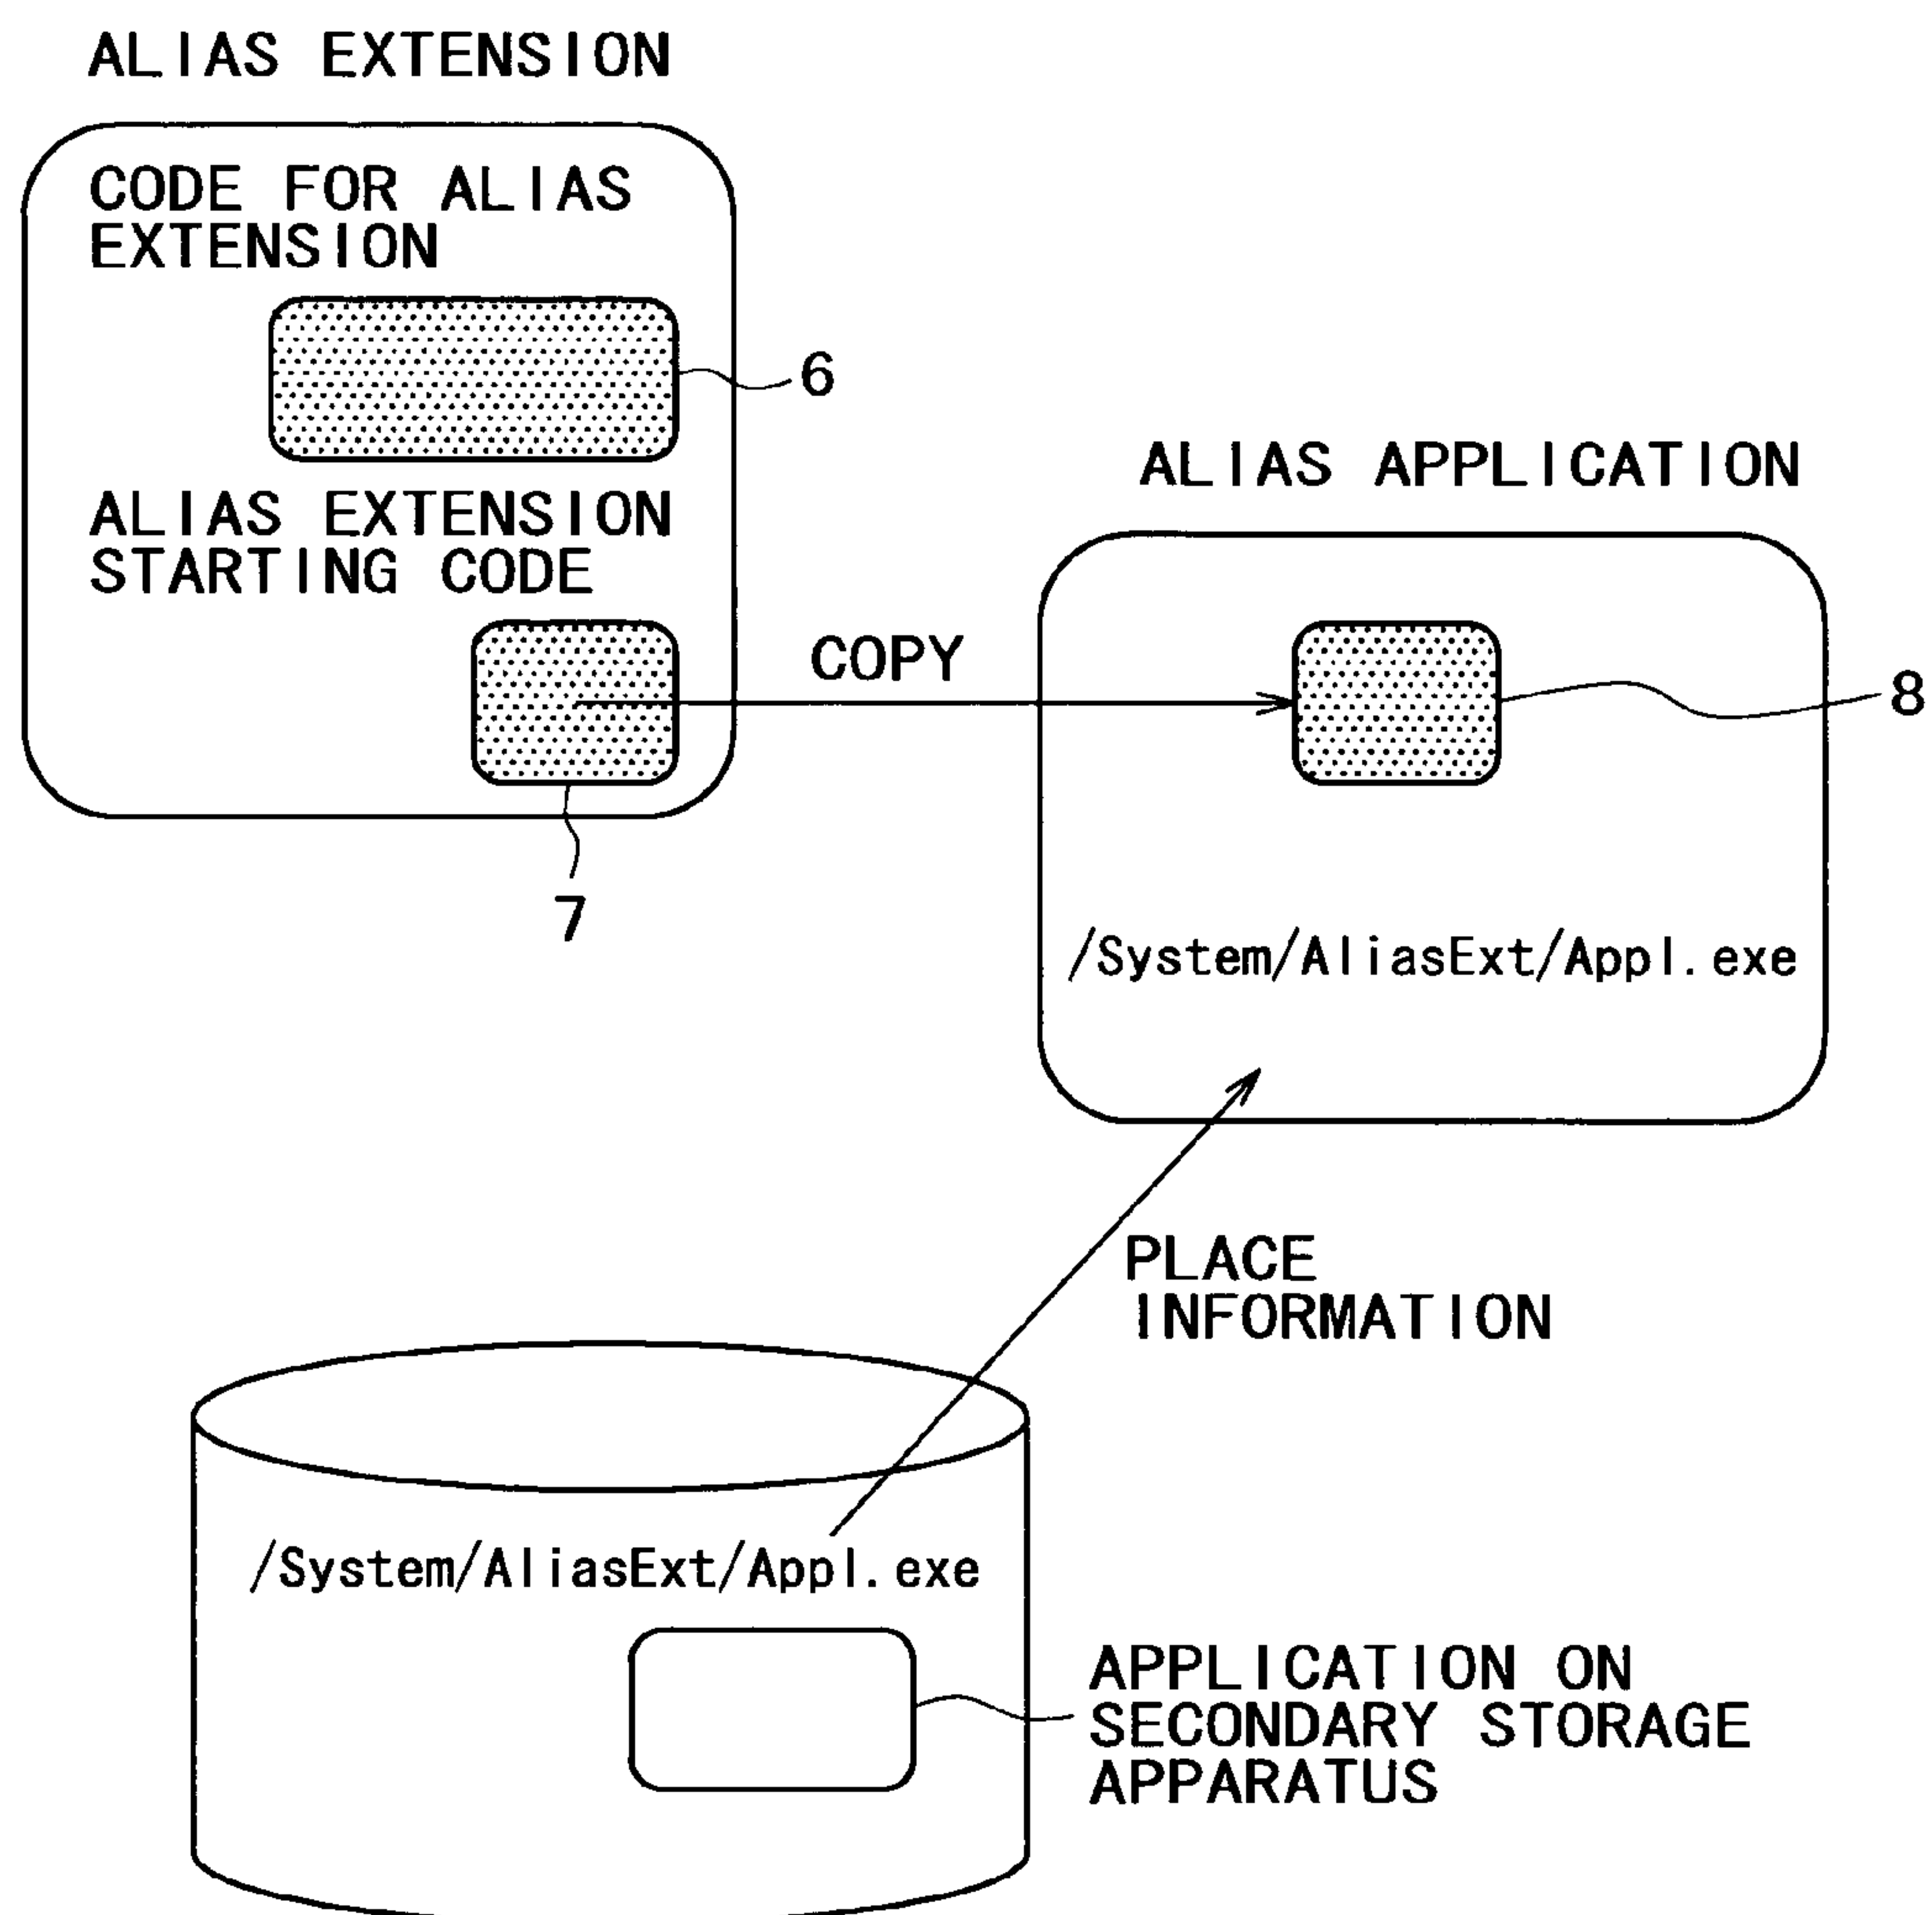 ALIAS EXTENSION
CODE FOR ALIAS
EXTENSION
6
ALIAS EXTENSION
STARTING CODE
7
COPY
ALIAS APPLICATION
8
/System/AliasExt/Appl.exe
PLACE
INFORMATION
/System/AliasExt/Appl.exe
APPLICATION ON
SECONDARY STORAGE
APPARATUS